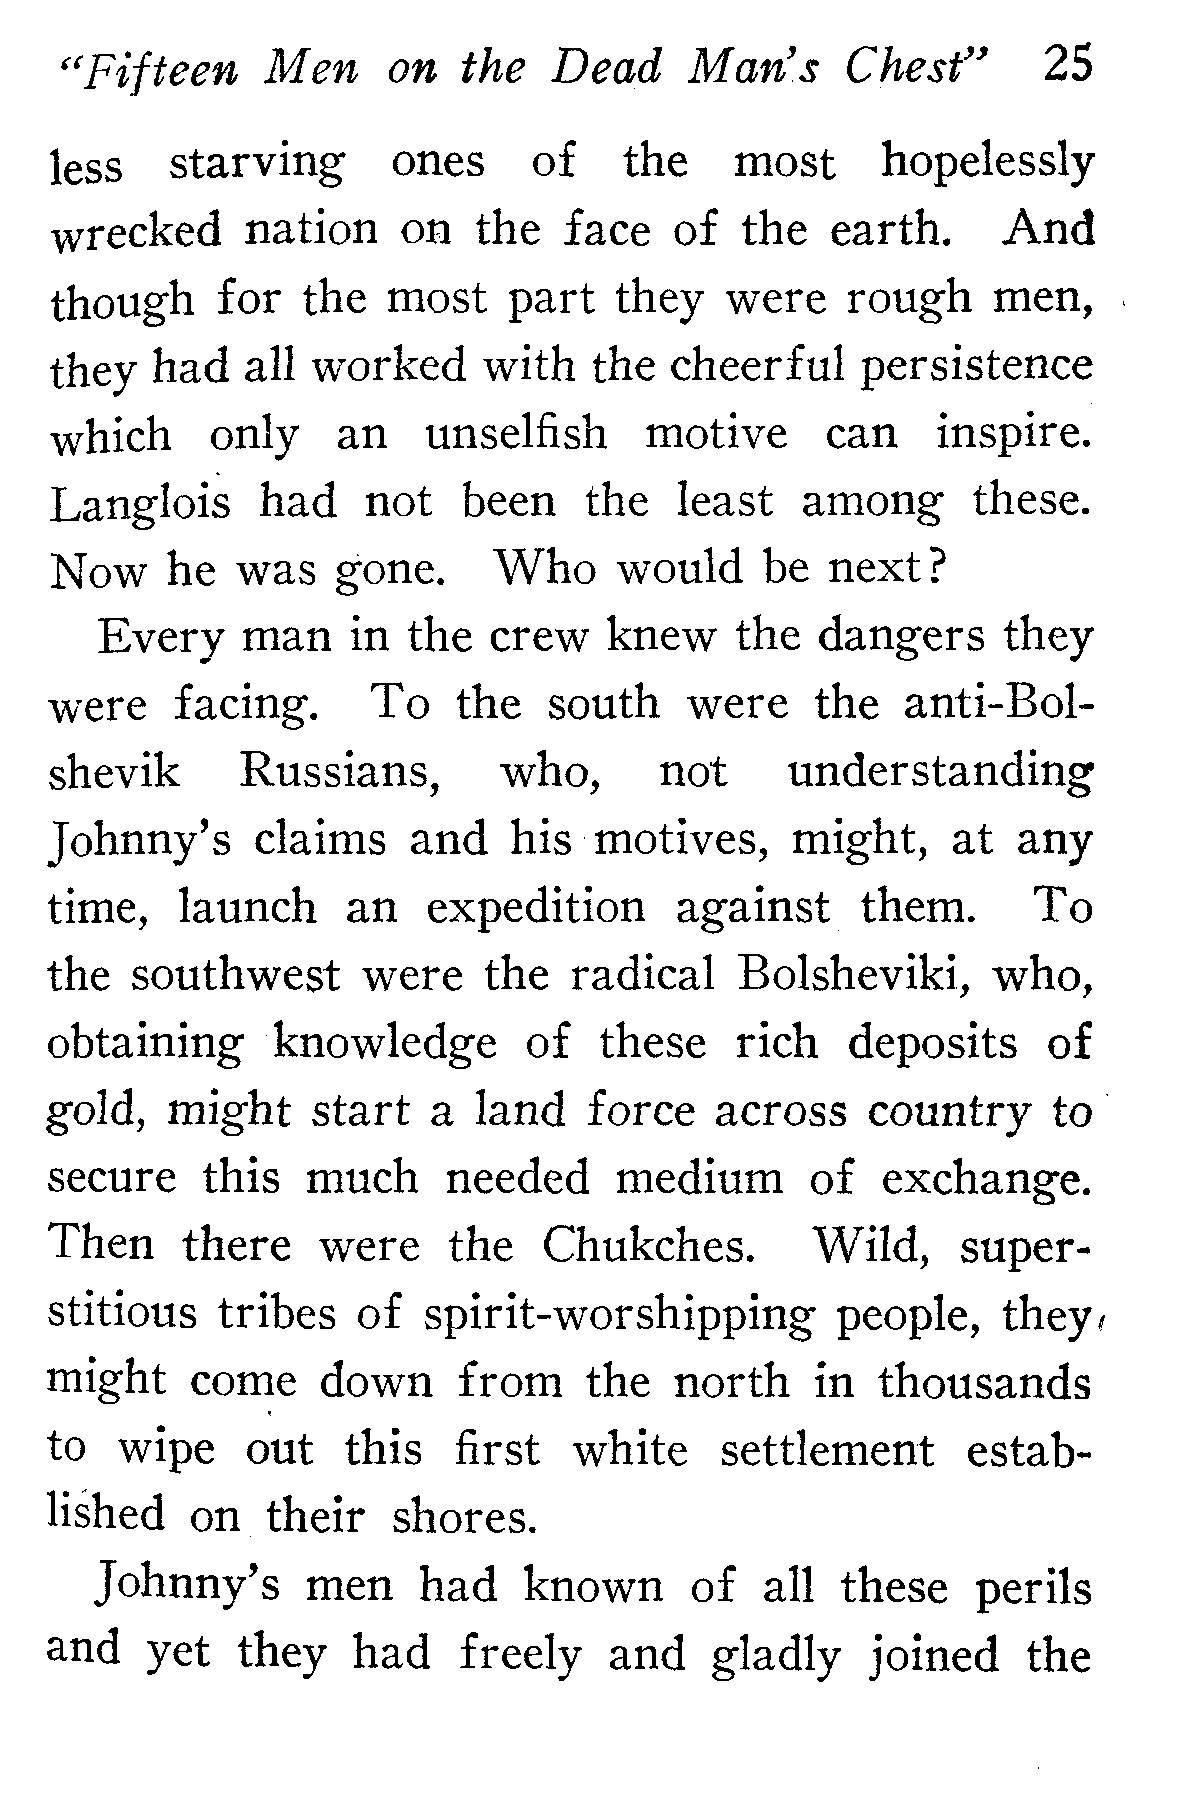 "Fifteen Men on the Dead Man's Chest" 25
less starving ones of the most hopelessly
wrecked nation on the face of the earth. And
though for the most part they were rough men,
they had all worked with the cheerful persistence
which only an unselfish motive can inspire.
Langlois had not been the least among these.
Now he was gone. Who would be next?
Every man in the crew knew the dangers they
were facing. To the south were the anti-Bol-
shevik Russians, who, not understanding
Johnny's claims and his motives, might, at any
time, launch an expedition against them. To
the southwest were the radical Bolsheviki, who,
obtaining knowledge of these rich deposits of
gold, might start a land force across country to
secure this much needed medium of exchange.
Then there were the Chukches. Wild, super-
stitious tribes of spirit-worshipping people, they
might come down from the north in thousands
to wipe out this first white settlement estab-
lished on their shores.
Johnny's men had known of all these perils
and yet they had freely and gladly joined the